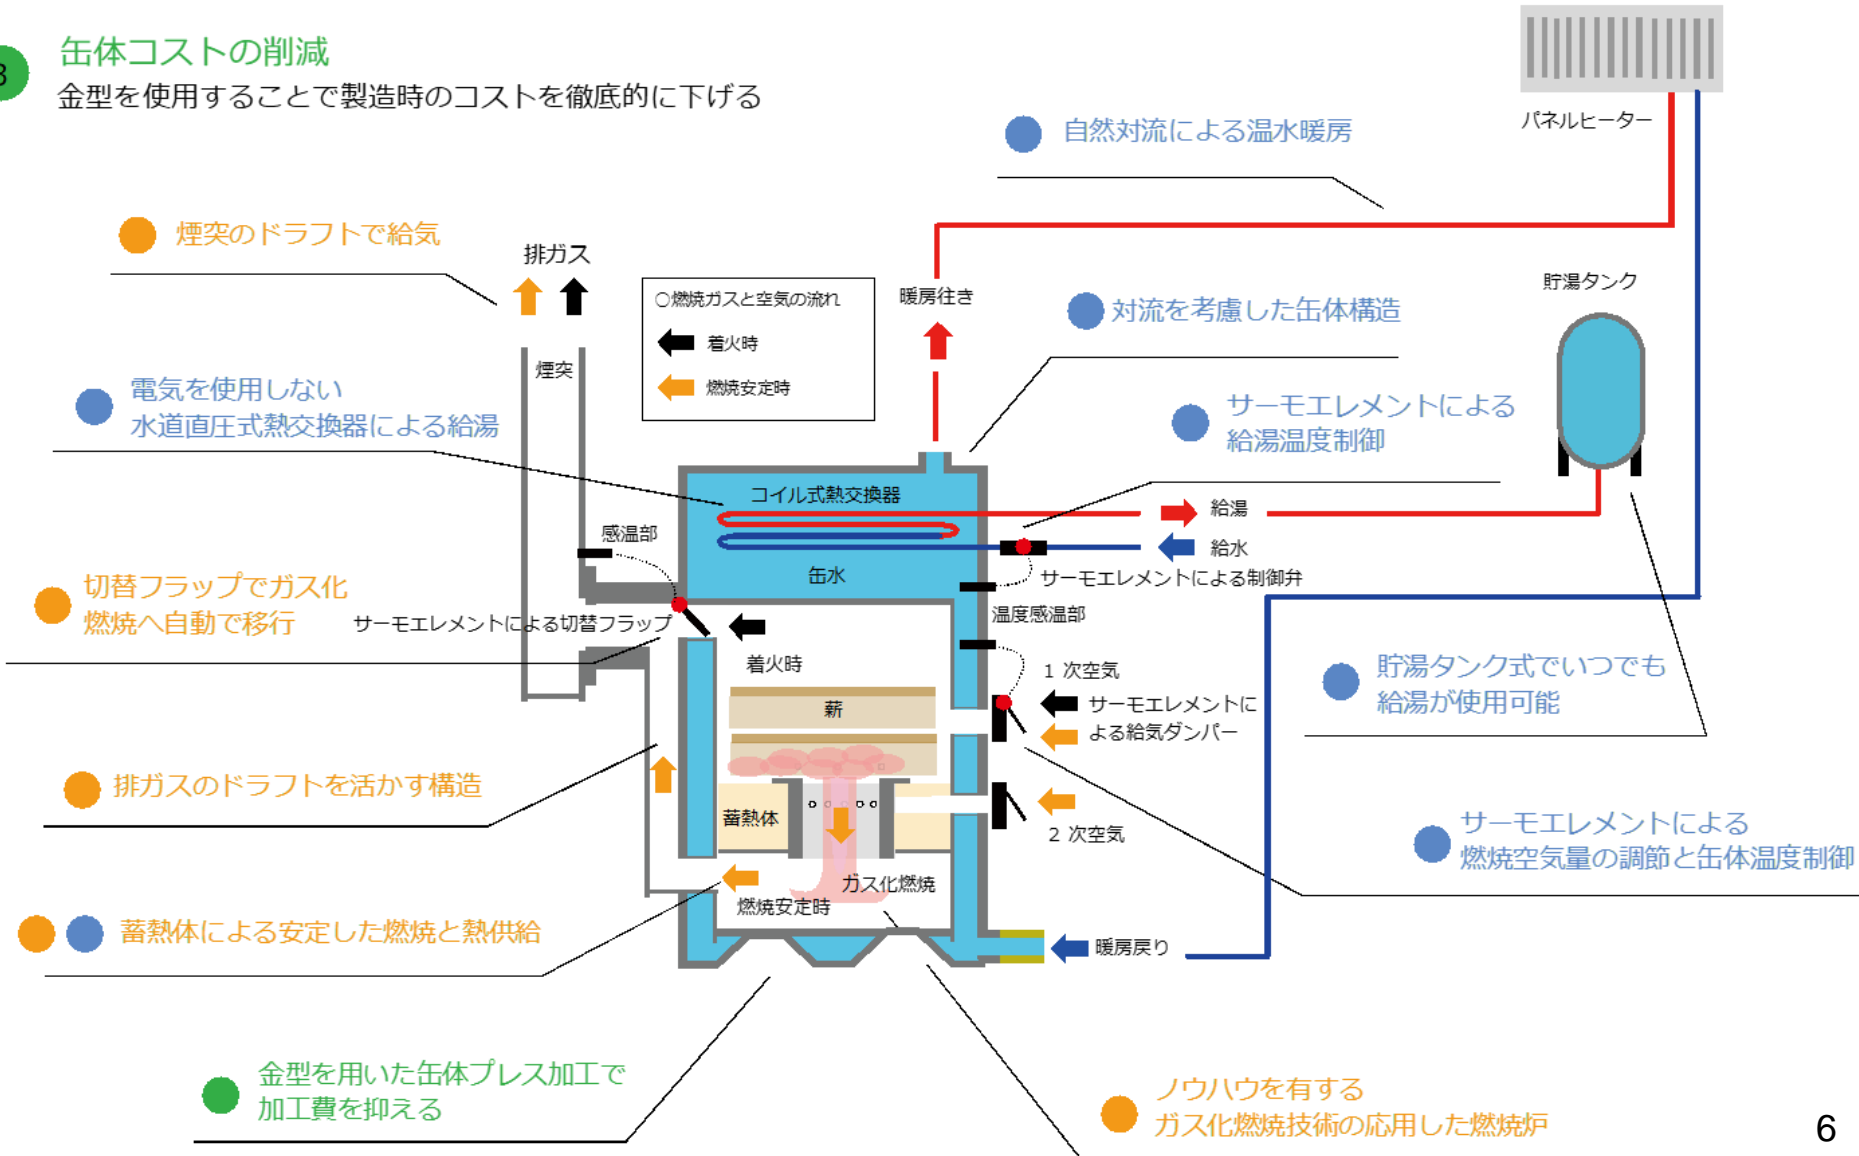 3
缶体コストの削減
金型を使用することで製造時のコストを徹底的に下げる
パネルヒーター
自然対流による温水暖房
煙突のドラフトで給気
排ガス
○燃焼ガスと空気の流れ
着火時
燃焼安定時
暖房往き
対流を考慮した缶体構造
貯湯タンク
煙突
電気を使用しない
水道直圧式熱交換器による給湯
サーモエレメントによる
給湯温度制御
コイル式熱交換器
給湯
感温部
給水
缶水
サーモエレメントによる制御弁
切替フラップでガス化
燃焼へ自動で移行
サーモエレメントによる切替フラップ
温度感温部
着火時
1 次空気
サーモエレメントに
よる給気ダンパー
貯湯タンク式でいつでも
給湯が使用可能
薪
排ガスのドラフトを活かす構造
蓄熱体
2 次空気
サーモエレメントによる
燃焼空気量の調節と缶体温度制御
ガス化燃焼
燃焼安定時
蓄熱体による安定した燃焼と熱供給
暖房戻り
金型を用いた缶体プレス加工で
加工費を抑える
ノウハウを有する
ガス化燃焼技術の応用した燃焼炉
6